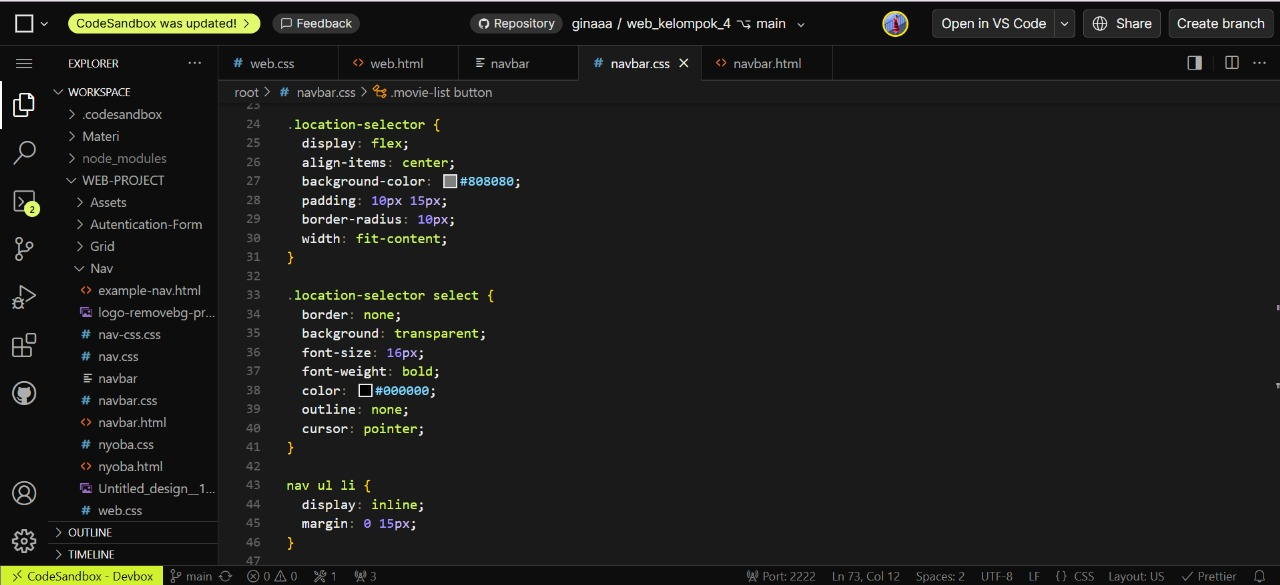 CodeSandbox was updated!
Feedback
Repository
ginaaa / web_kelompok_4
main
Open in VS Code
Share
Create branch
EXPLORER
web.css
web.html
navbar
navbar.css
navbar.html
root
navbar.css
.movie-list button
WORKSPACE
.codesandbox
Materi
node_modules
WEB-PROJECT
Assets
Autentication-Form
Grid
Nav
example-nav.html
logo-removebg-pr...
nav-css.css
nav.css
navbar
navbar.css
navbar.html
nyoba.css
nyoba.html
Untitled_design__1...
web.css
OUTLINE
TIMELINE
2
23
24 .location-selector {
25 display: flex;
26 align-items: center;
27 background-color: #808080;
28 padding: 10px 15px;
29 border-radius: 10px;
30 width: fit-content;
31 }
32
33 .location-selector select {
34 border: none;
35 background: transparent;
36 font-size: 16px;
37 font-weight: bold;
38 color: #000000;
39 outline: none;
40 cursor: pointer;
41 }
42
43 nav ul li {
44 display: inline;
45 margin: 0 15px;
46 }
47
CodeSandbox - Devbox
main
0 0
1
3
Port: 2222
Ln 73, Col 12
Spaces: 2
UTF-8
LF
{ } CSS
Layout: US
Prettier